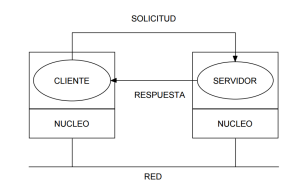 SOLICITUD
CLIENTE
SERVIDOR
RESPUESTA
NUCLEO
NUCLEO
RED